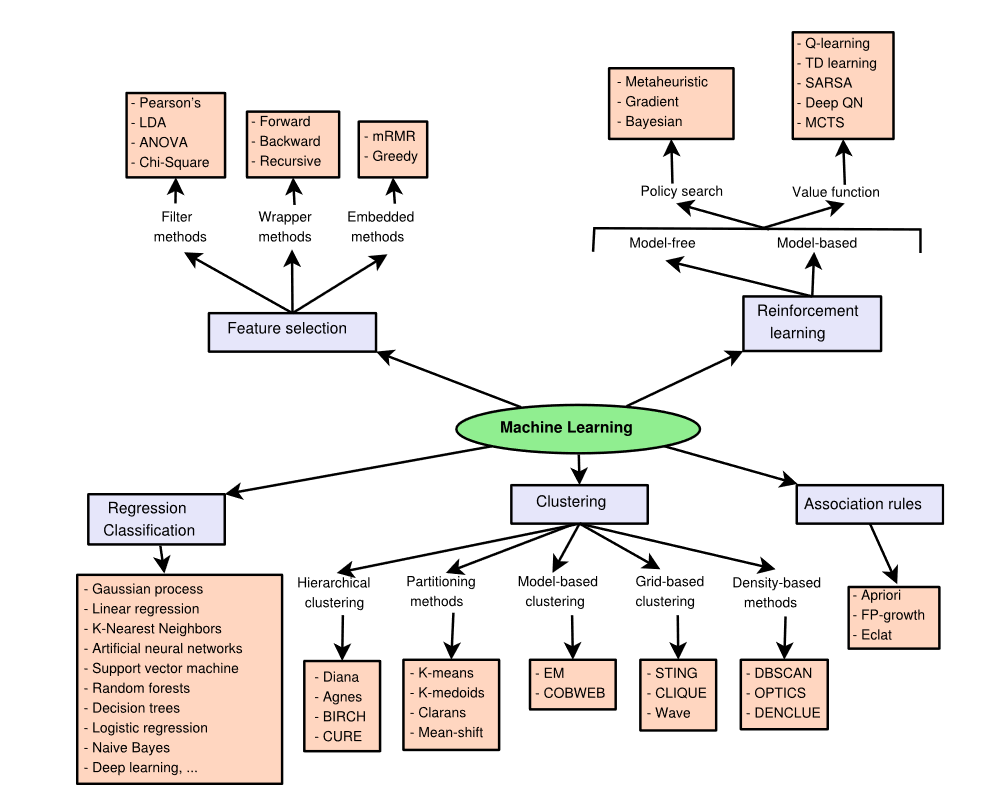 - Pearson's
- LDA
- ANOVA
- Chi-Square
- Forward
- Backward
- Recursive
- mRMR
- Greedy
Filter
methods
Wrapper
methods
Embedded
methods
Feature selection
- Metaheuristic
- Gradient
- Bayesian
- Q-learning
- TD learning
- SARSA
- Deep QN
- MCTS
Policy search
Value function
Model-free
Model-based
Reinforcement
learning
Machine Learning
Regression
Classification
- Gaussian process
- Linear regression
- K-Nearest Neighbors
- Artificial neural networks
- Support vector machine
- Random forests
- Decision trees
- Logistic regression
- Naive Bayes
- Deep learning, ...
Clustering
Hierarchical
clustering
- Diana
- Agnes
- BIRCH
- CURE
Partitioning
methods
- K-means
- K-medoids
- Clarans
- Mean-shift
Model-based
clustering
- EM
- COBWEB
Grid-based
clustering
- STING
- CLIQUE
- Wave
Density-based
methods
- DBSCAN
- OPTICS
- DENCLUE
Association rules
- Apriori
- FP-growth
- Eclat